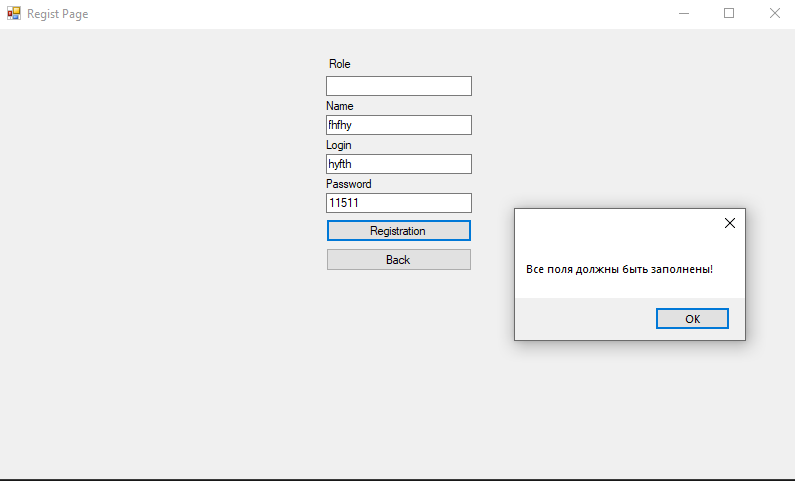 Regist Page
Role
Name
fhfhy
Login
hyfth
Password
11511
Registration
Back
Все поля должны быть заполнены!
OK